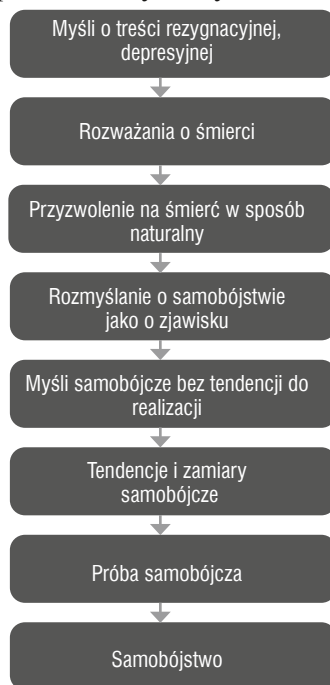 Myśli o treści rezygnacyjnej,
depresyjnej
Rozważania o śmierci
Przyzwolenie na śmierć w sposób
naturalny
Rozmyślanie o samobójstwie
jako o zjawisku
Myśli samobójcze bez tendencji do
realizacji
Tendencje i zamiary
samobójcze
Próba samobójcza
Samobójstwo